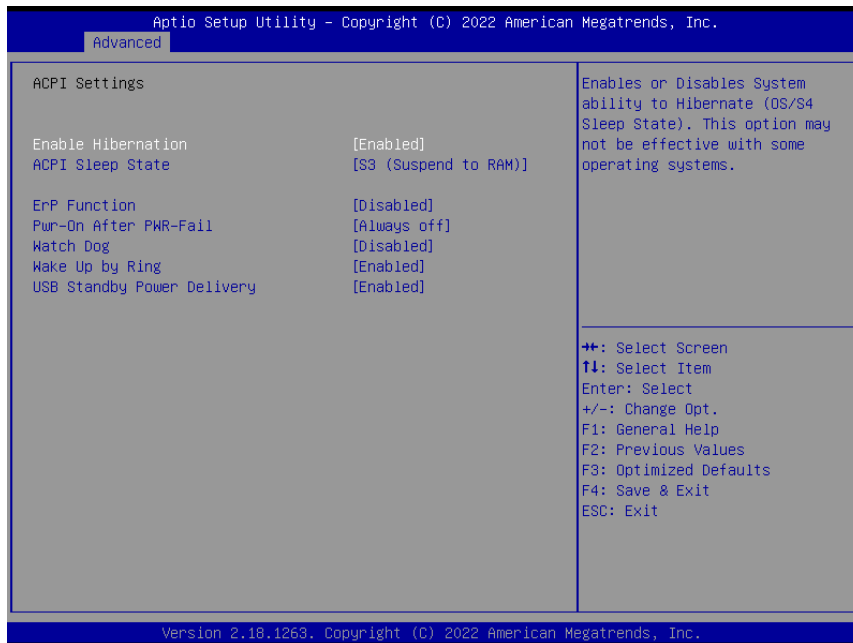 Aptio Setup Utility – Copyright (C) 2022 American Megatrends, Inc.
Advanced
ACPI Settings
Enable Hibernation [Enabled]
ACPI Sleep State [S3 (Suspend to RAM)]
ErP Function [Disabled]
Pwr-On After PWR-Fail [Always off]
Watch Dog [Disabled]
Wake Up by Ring [Enabled]
USB Standby Power Delivery [Enabled]
Enables or Disables System
ability to Hibernate (OS/S4
Sleep State). This option may
not be effective with some
operating systems.
→←: Select Screen
↑↓: Select Item
Enter: Select
+/-: Change Opt.
F1: General Help
F2: Previous Values
F3: Optimized Defaults
F4: Save & Exit
ESC: Exit
Version 2.18.1263. Copyright (C) 2022 American Megatrends, Inc.